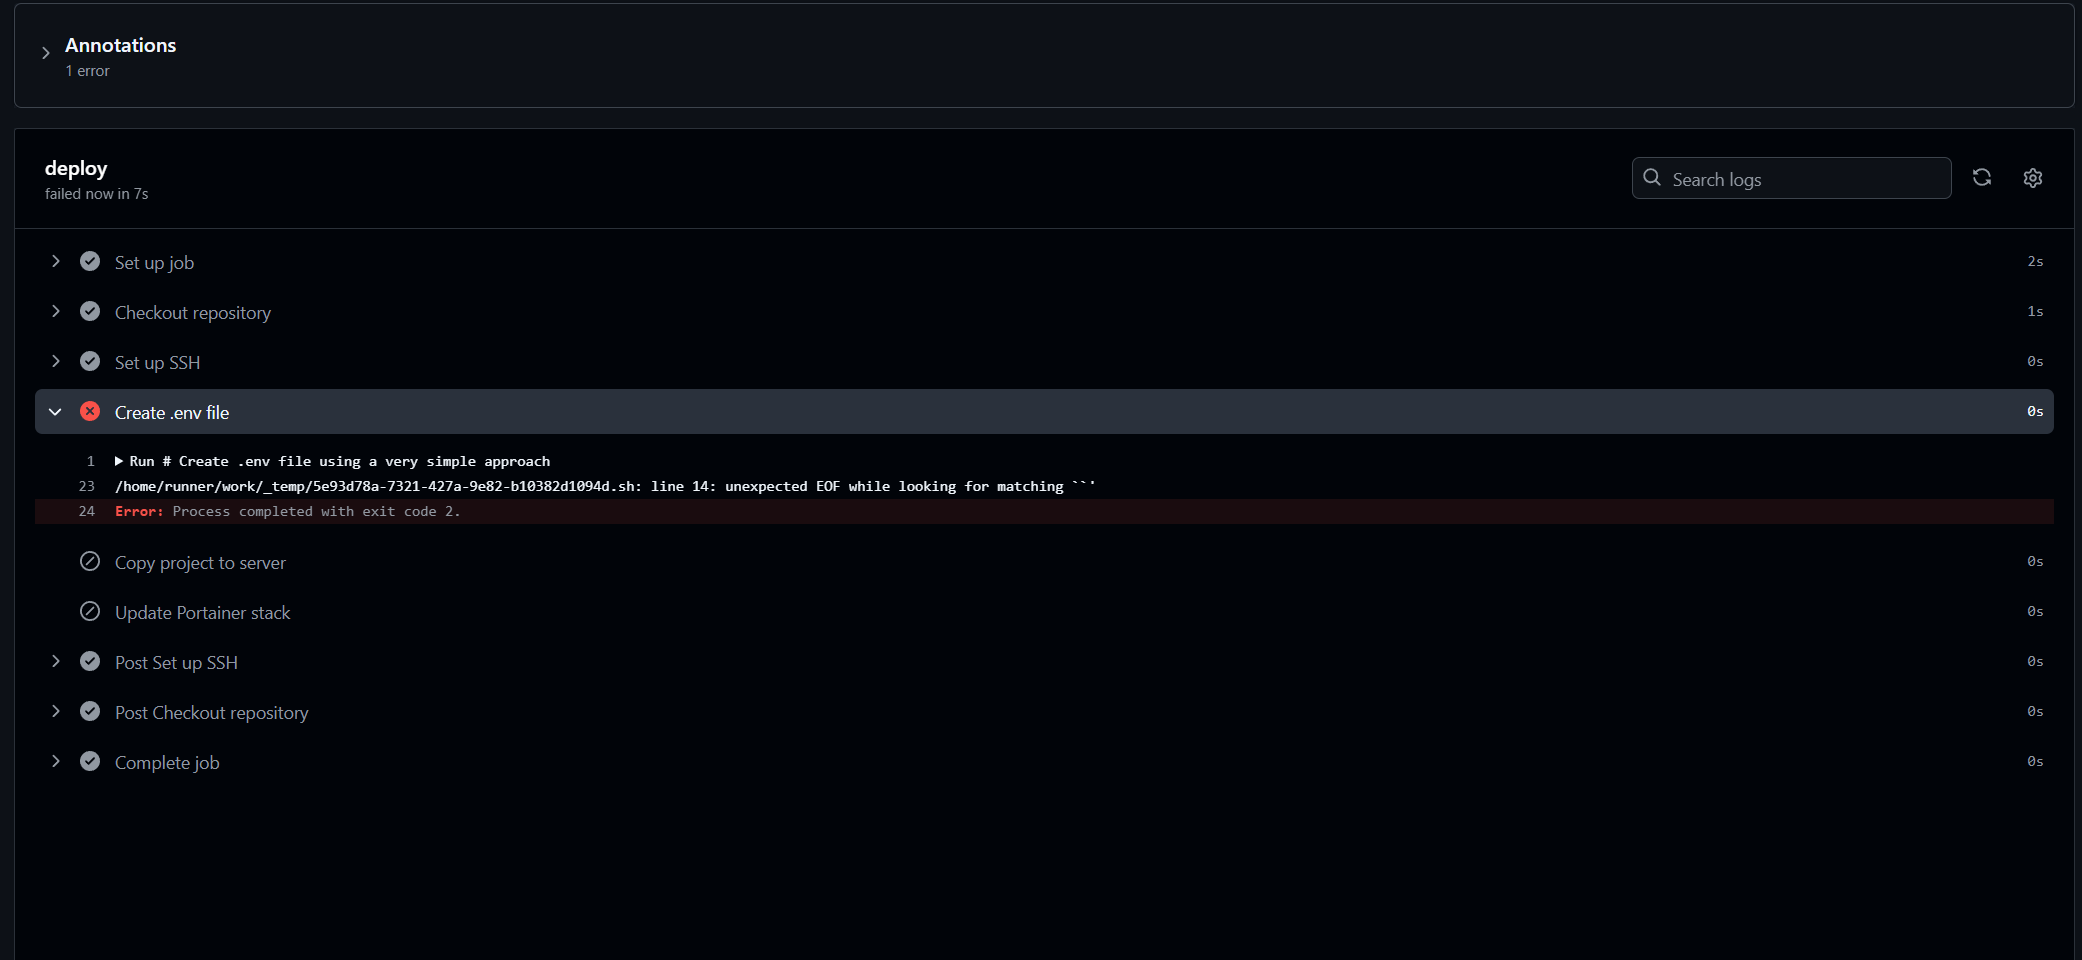 Annotations
1 error
deploy
failed now in 7s
Search logs
Set up job 2s
Checkout repository 1s
Set up SSH 0s
Create .env file 0s
1 Run # Create .env file using a very simple approach
23 /home/runner/work/_temp/5e93d78a-7321-427a-9e82-b10382d1094d.sh: line 14: unexpected EOF while looking for matching ``'
24 Error: Process completed with exit code 2.
Copy project to server 0s
Update Portainer stack 0s
Post Set up SSH 0s
Post Checkout repository 0s
Complete job 0s